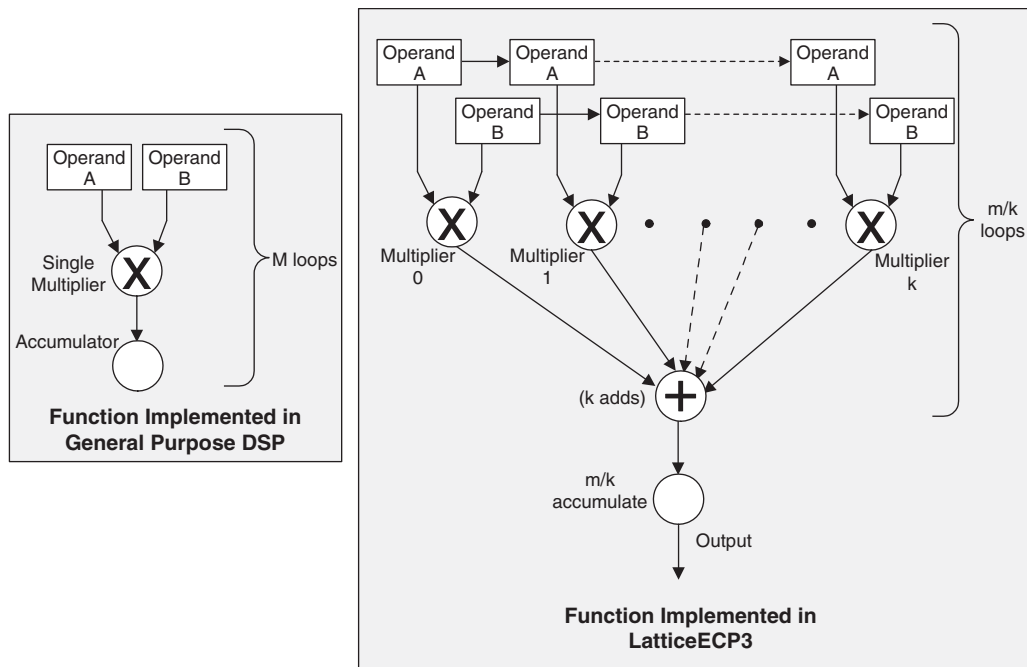 Operand
A
Operand
B
Single
Multiplier
X
M loops
Accumulator
Function Implemented in
General Purpose DSP
Operand
A
Operand
A
Operand
A
Operand
B
Operand
B
Operand
B
X
X
X
Multiplier
0
Multiplier
1
Multiplier
k
m/k
loops
(k adds)
+
m/k
accumulate
Output
Function Implemented in
LatticeECP3